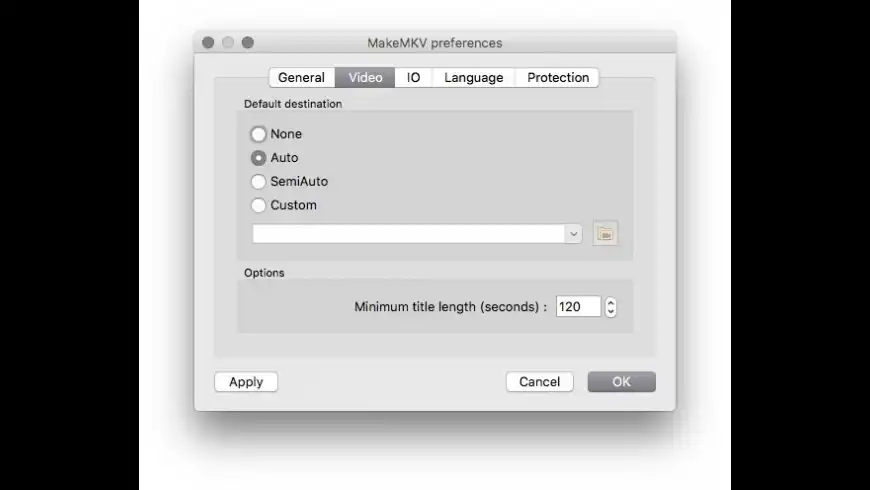 MakeMKV preferences
General Video IO Language Protection
Default destination
None
Auto
SemiAuto
Custom
Options
Minimum title length (seconds) : 120
Apply Cancel OK